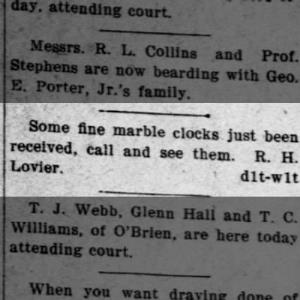 day, attending court.
Messrs. R. L. Collins and Prof.
Stephens are now bearding with Geo.
E. Porter, Jr.'s family.
Some fine marble clocks just been
received, call and see them. R. H.
Lovier. d1t-w1t
T. J. Webb, Glenn Hall and T. C.
Williams, of O'Brien, are here today
attending court.
When you want draying done of